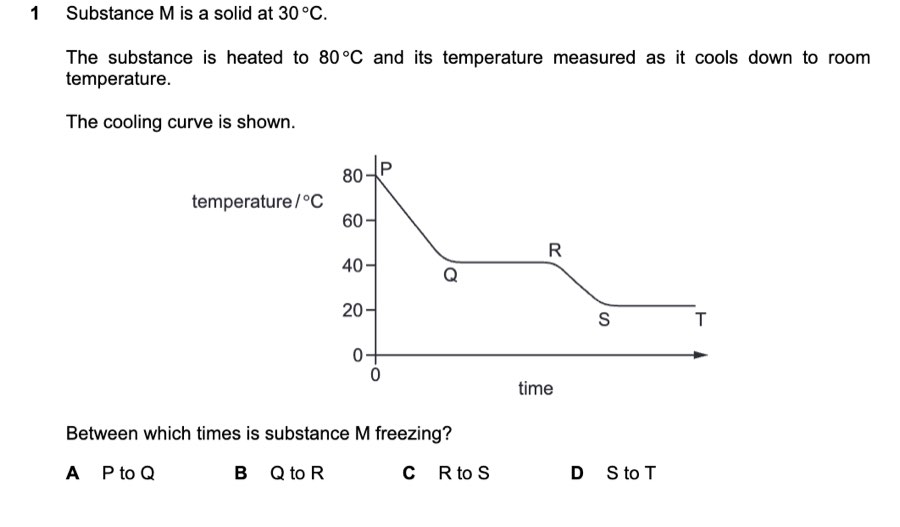 1 Substance M is a solid at 30 °C.
The substance is heated to 80 °C and its temperature measured as it cools down to room
temperature.
The cooling curve is shown.
80 P
temperature / °C
60
R
40
Q
20
S T
0
0
time
Between which times is substance M freezing?
A P to Q B Q to R C R to S D S to T